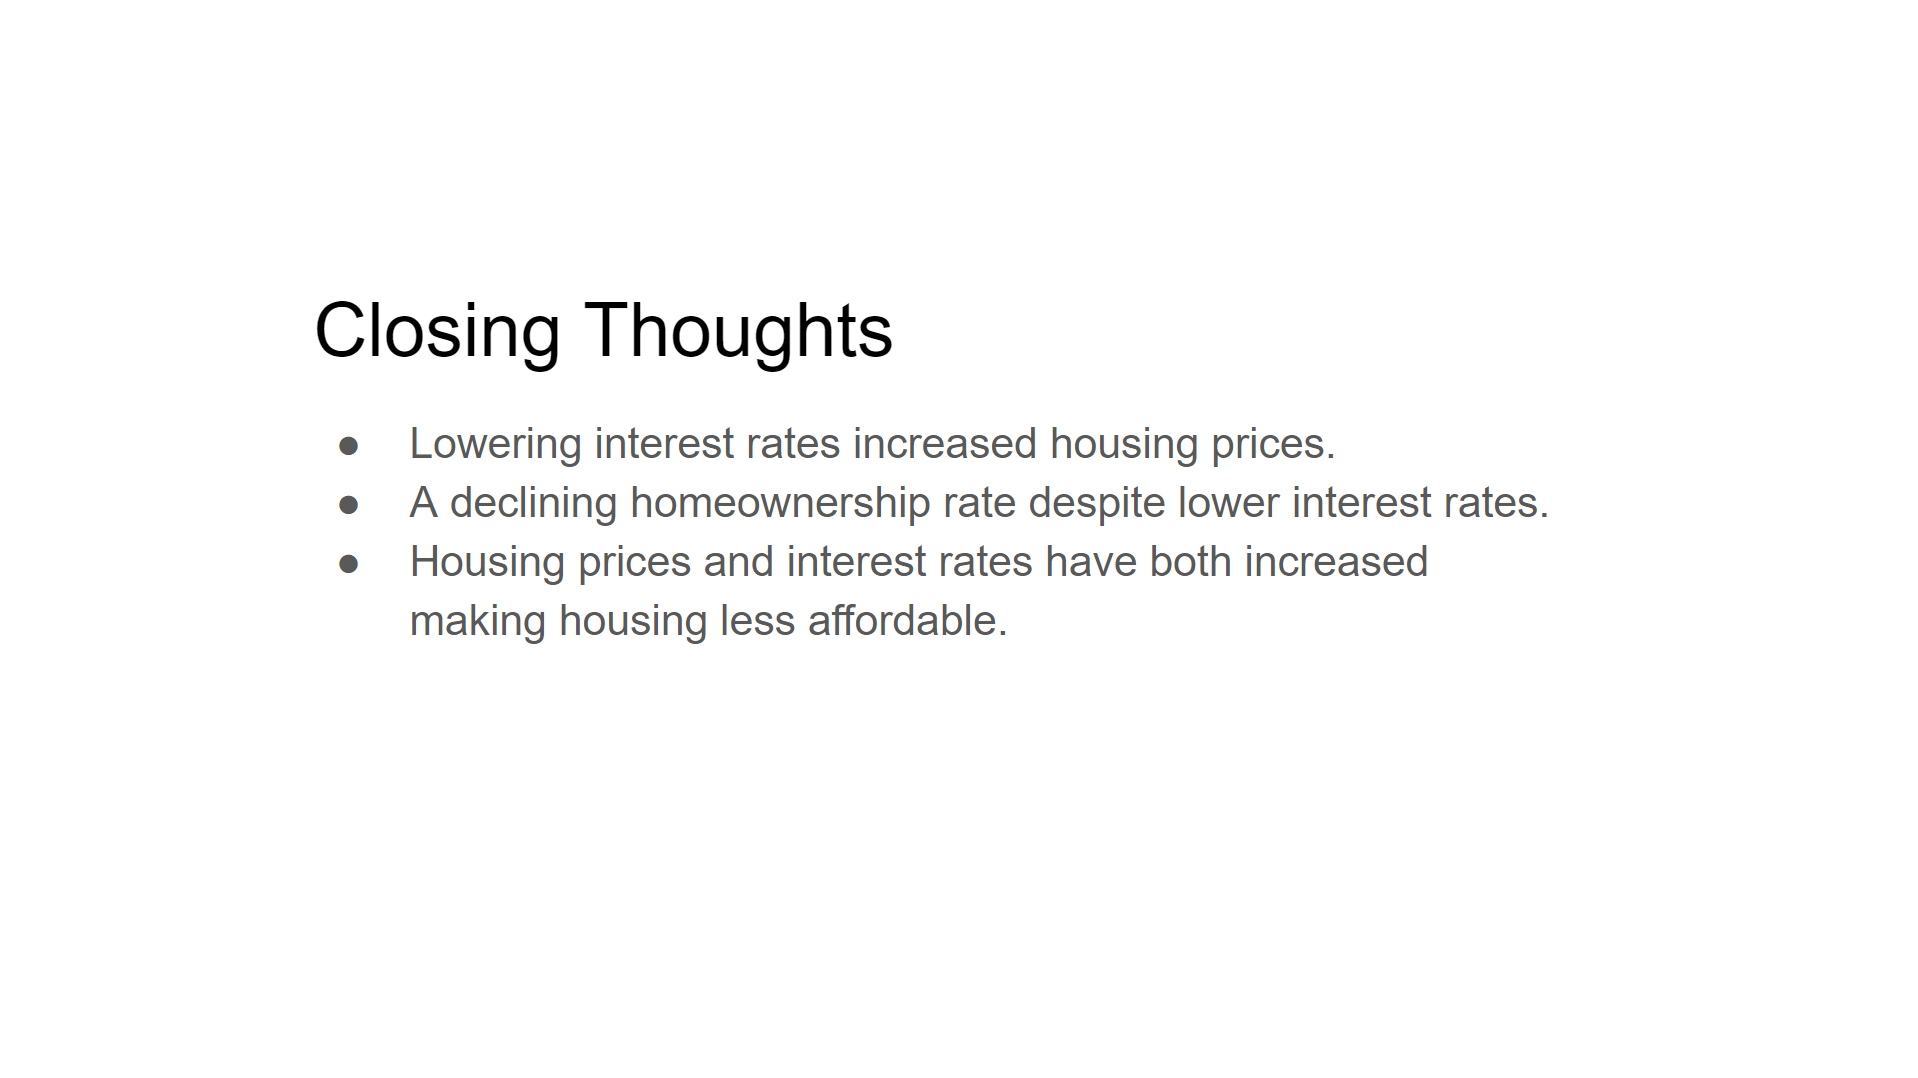 Closing Thoughts
● Lowering interest rates increased housing prices.
● A declining homeownership rate despite lower interest rates.
● Housing prices and interest rates have both increased
making housing less affordable.